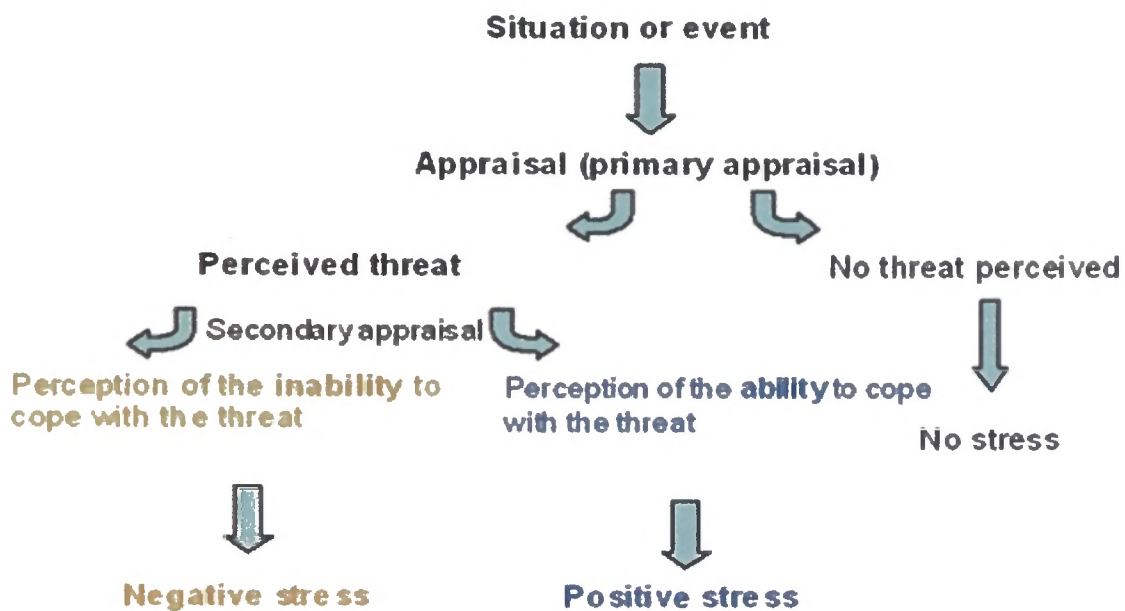 Situation or event
Appraisal (primary appraisal)
Perceived threat
No threat perceived
Secondary appraisal
Perception of the inability to
cope with the threat
Perception of the ability to cope
with the threat
No stress
Negative stress
Positive stress